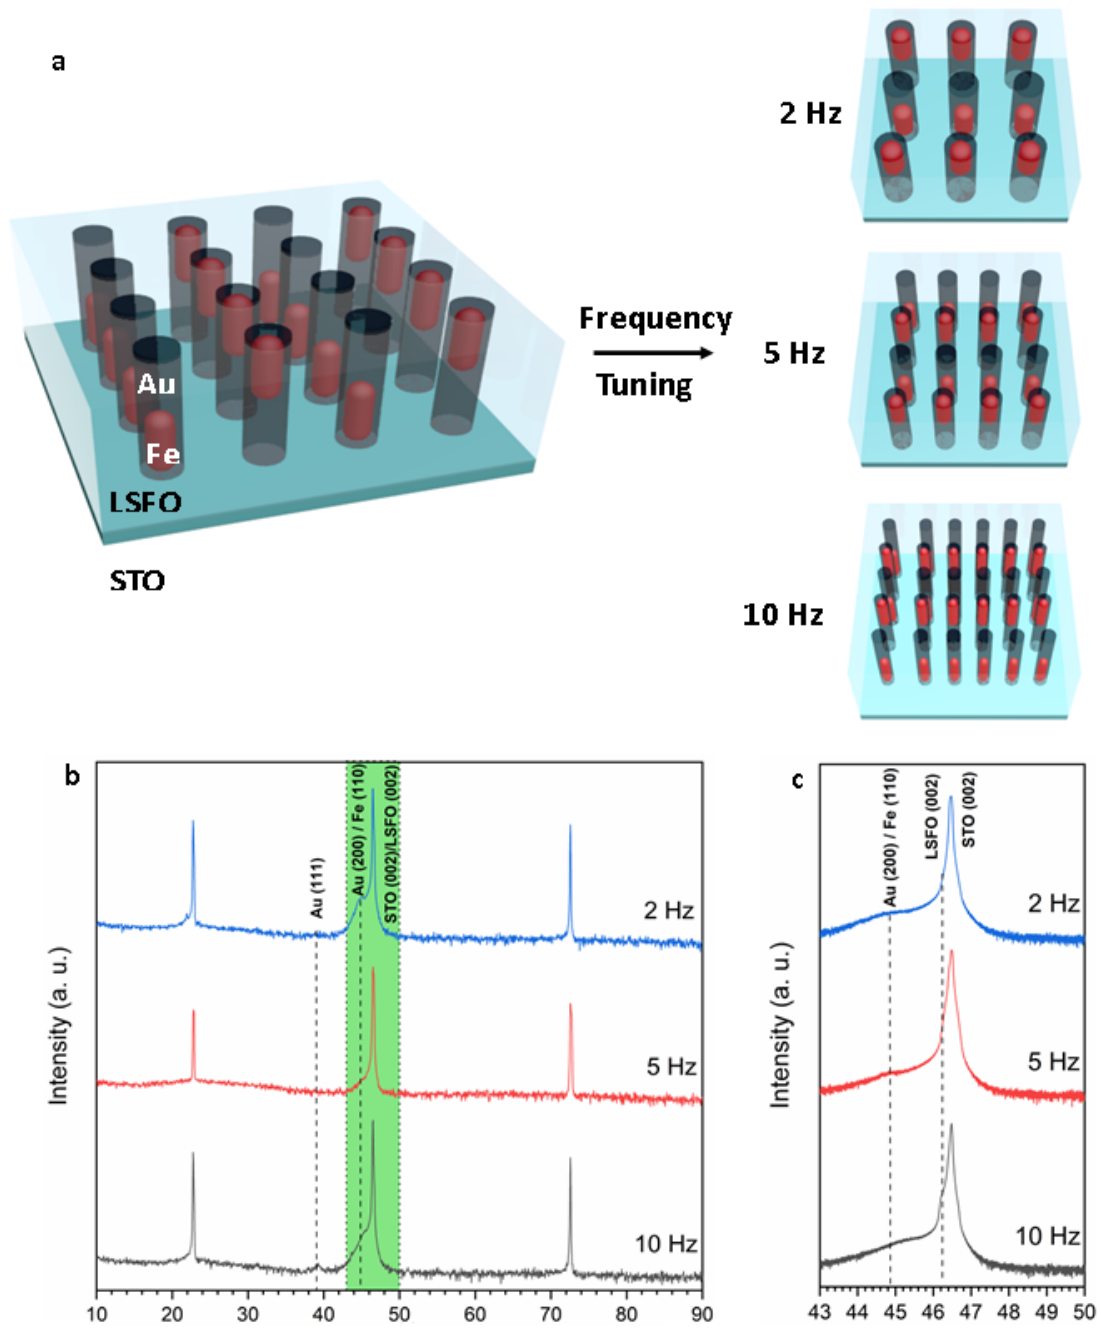 a
2 Hz
Frequency
Tuning
5 Hz
Au
Fe
LSFO
STO
10 Hz
b
Intensity (a. u.)
Au (111)
Au (200) / Fe (110)
STO (002)/LSFO (002)
2 Hz
5 Hz
10 Hz
10 20 30 40 50 60 70 80 90
c
Intensity (a. u.)
Au (200) / Fe (110)
LSFO (002)
STO (002)
2 Hz
5 Hz
10 Hz
43 44 45 46 47 48 49 50